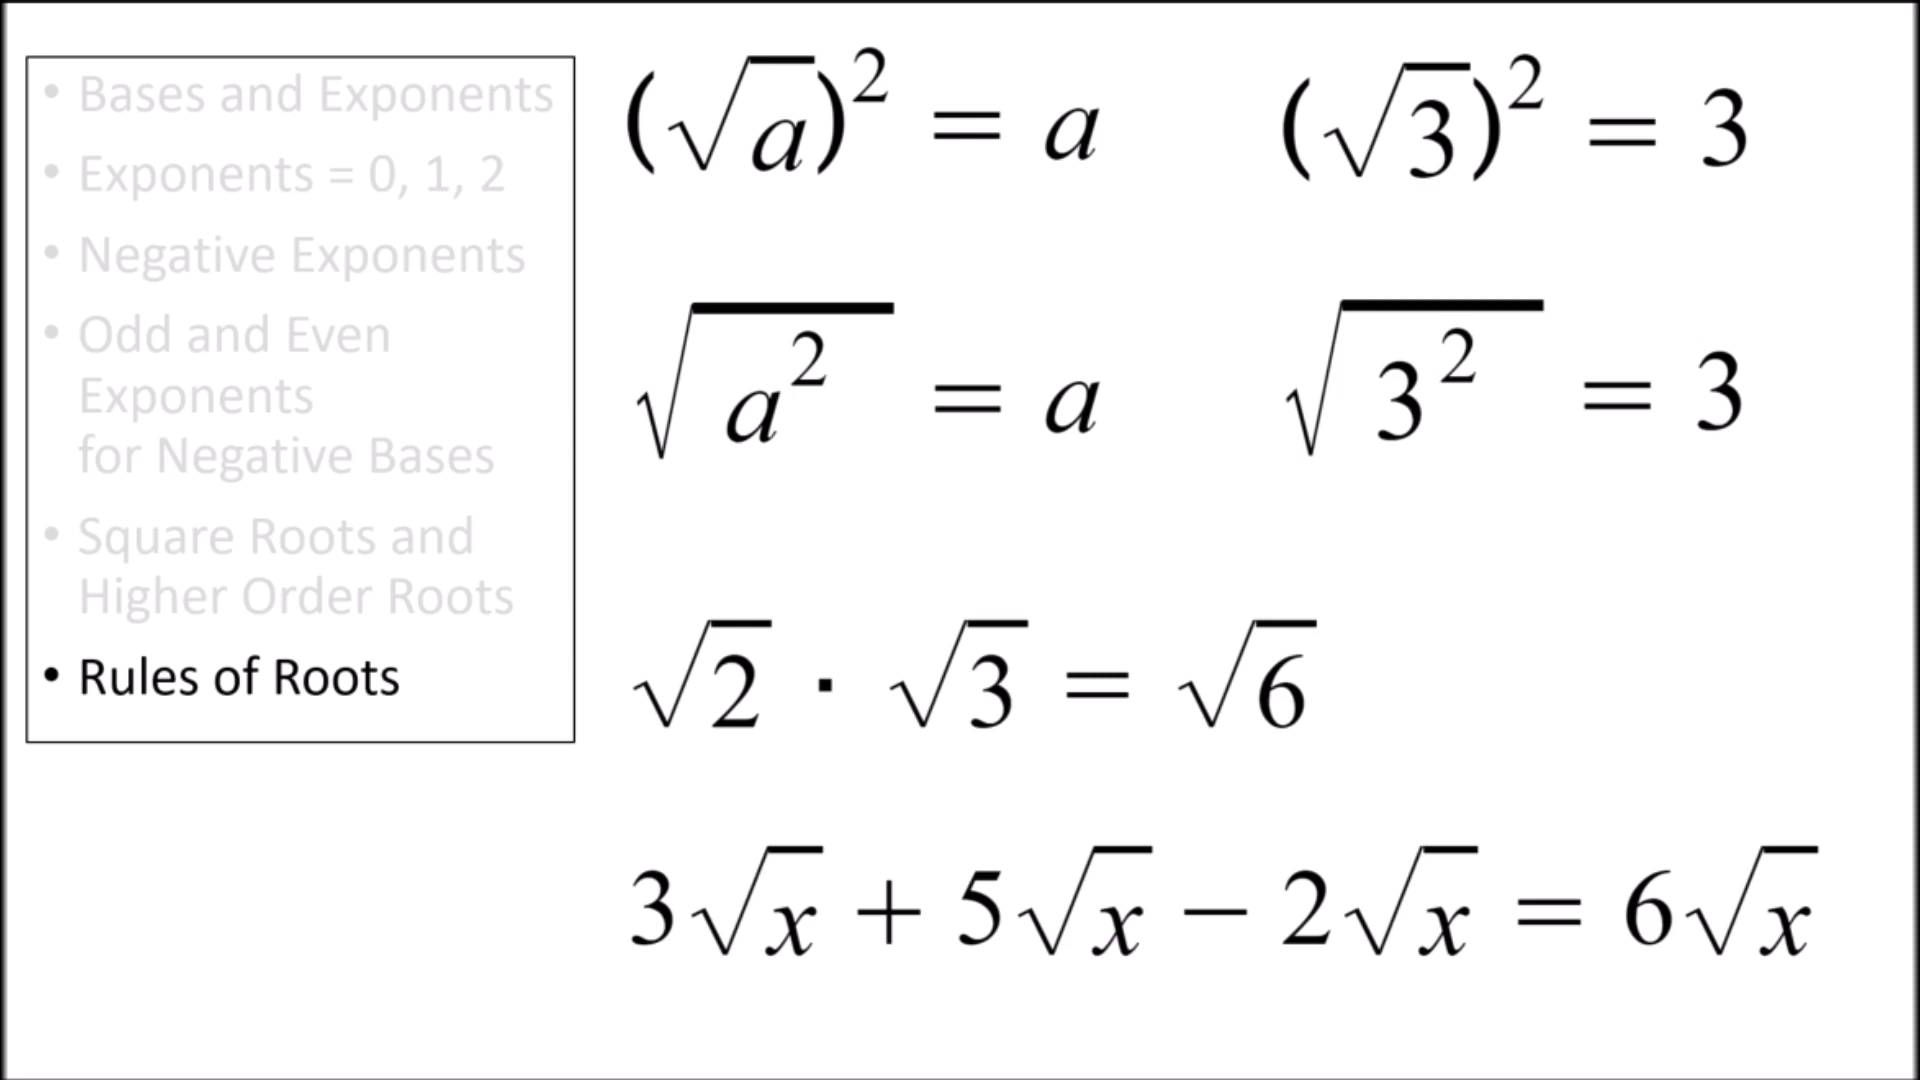 • Bases and Exponents
• Exponents = 0, 1, 2
• Negative Exponents
• Odd and Even
Exponents
for Negative Bases
• Square Roots and
Higher Order Roots
• Rules of Roots
(√a)² = a
(√3)² = 3
√a² = a
√3² = 3
√2 · √3 = √6
3√x + 5√x − 2√x = 6√x